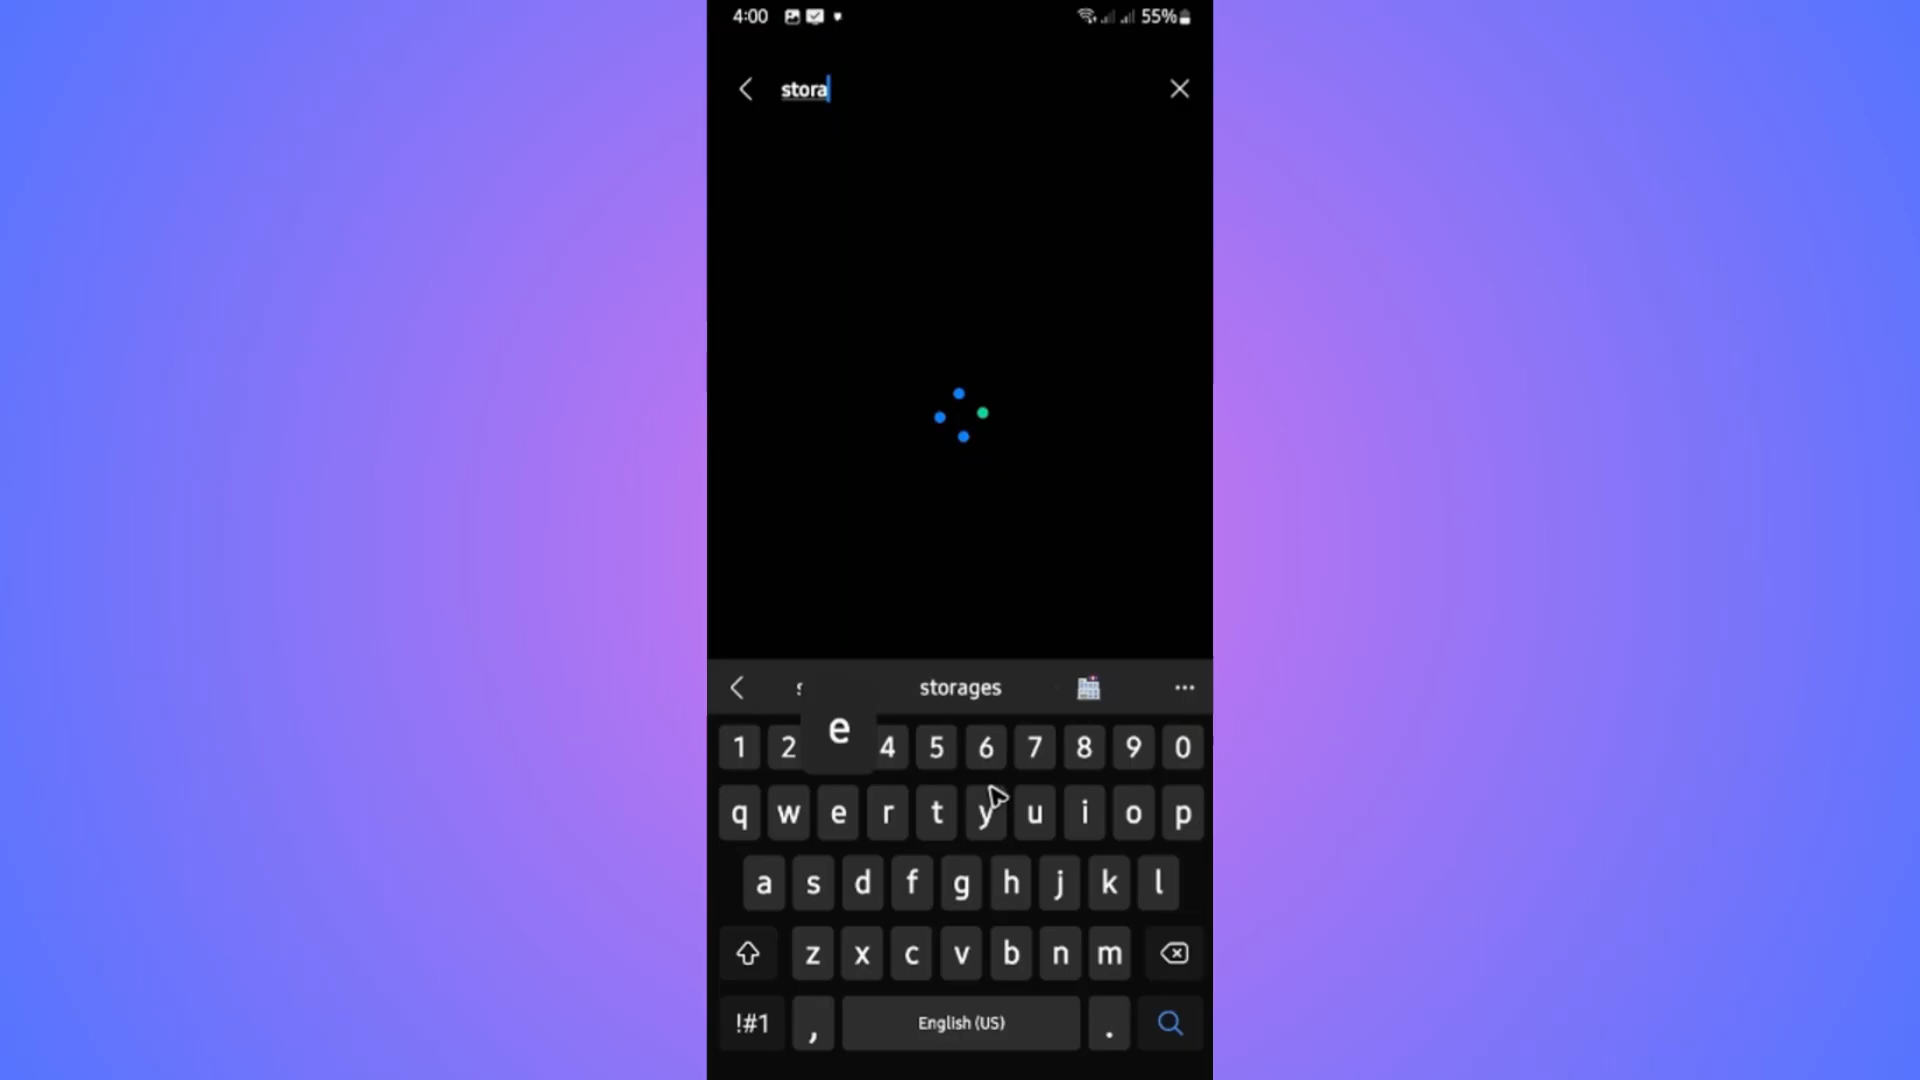 4:00 55%
stora
storages
e
1 2 4 5 6 7 8 9 0
q w e r t y u i o p
a s d f g h j k l
z x c v b n m
!#1 , English (US) .